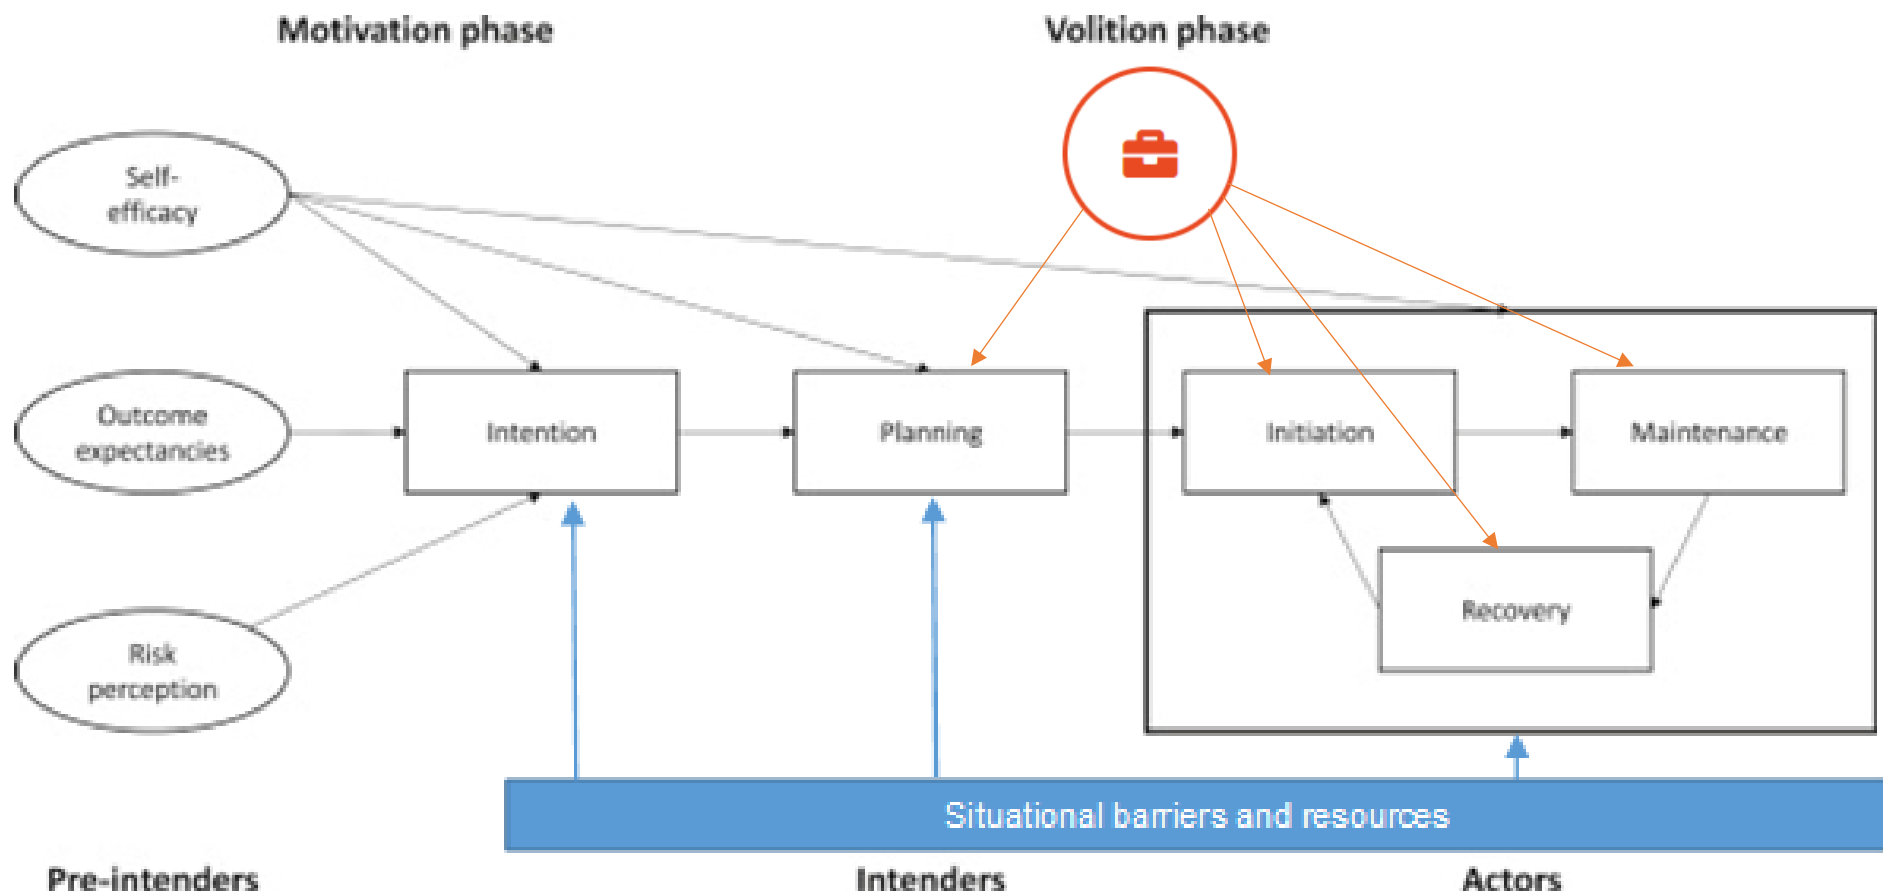 Motivation phase
Volition phase
Self-
efficacy
Outcome
expectancies
Intention
Planning
Initiation
Maintenance
Recovery
Risk
perception
Situational barriers and resources
Pre-intenders
Intenders
Actors